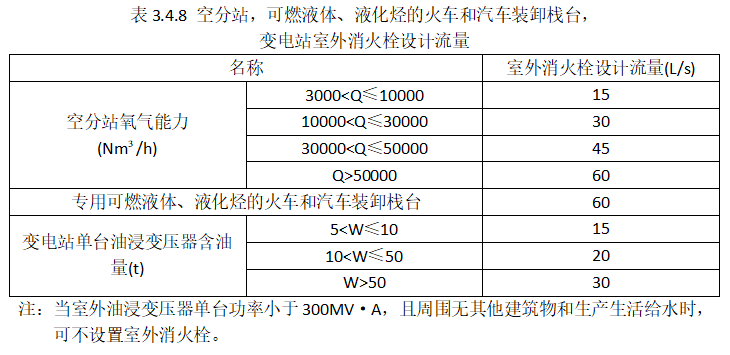 表 3.4.8 空分站，可燃液体、液化烃的火车和汽车装卸栈台，
变电站室外消火栓设计流量
名称 室外消火栓设计流量(L/s)
空分站氧气能力
(Nm³/h)
3000<Q≤10000 15
10000<Q≤30000 30
30000<Q≤50000 45
Q>50000 60
专用可燃液体、液化烃的火车和汽车装卸栈台 60
变电站单台油浸变压器含油
量(t)
5<W≤10 15
10<W≤50 20
W>50 30
注：当室外油浸变压器单台功率小于 300MV·A，且周围无其他建筑物和生产生活给水时，
可不设置室外消火栓。